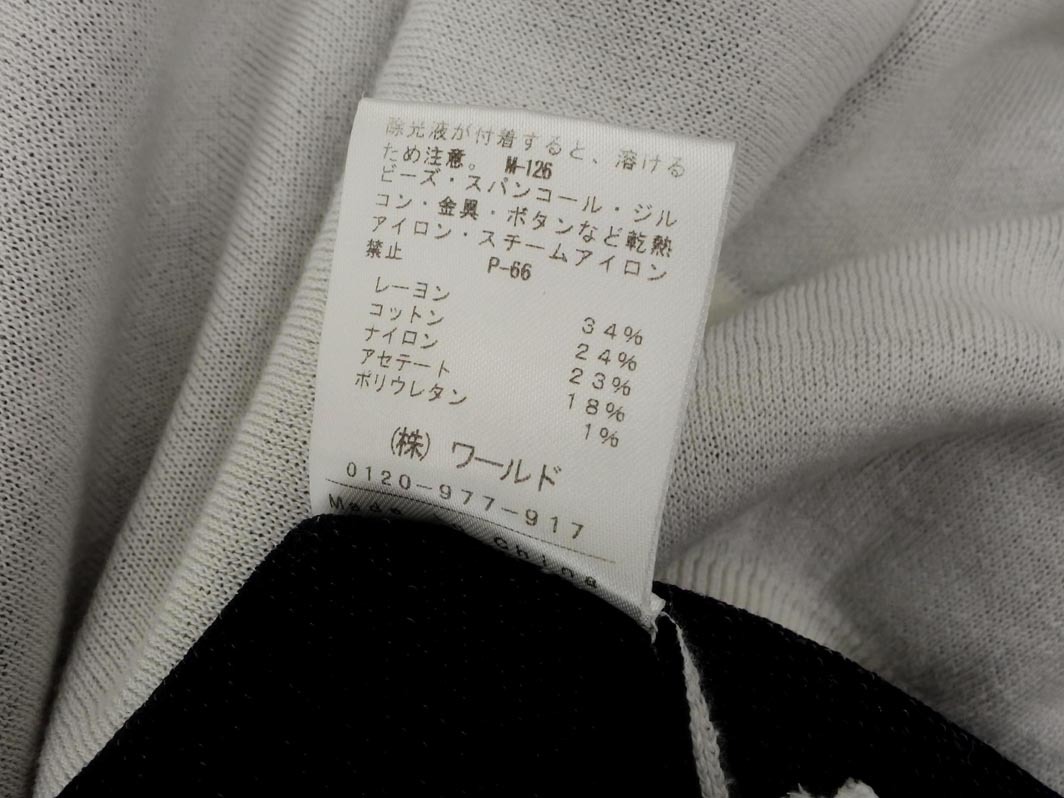 除光液が付着すると、溶ける
ため注意。 M-126
ビーズ・スパンコール・ジル
コン・金具・ボタンなど乾熱
アイロン・スチームアイロン
禁止 P-66
レーヨン 34%
コットン 24%
ナイロン 23%
アセテート 18%
ポリウレタン 1%
(株) ワールド
0120-977-917
Made China